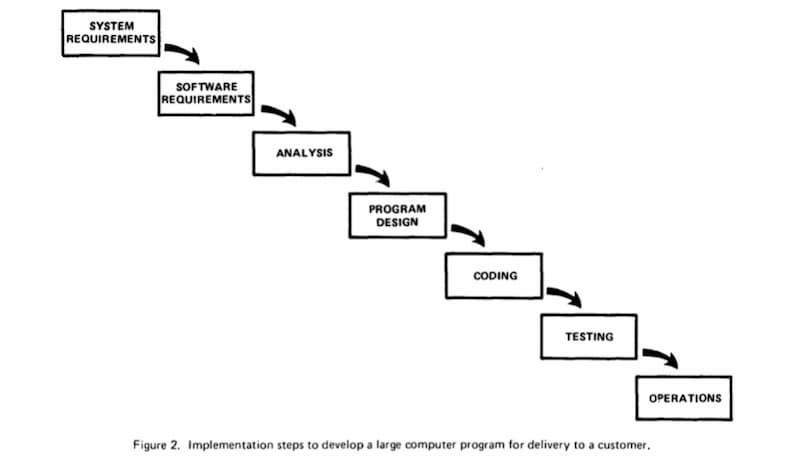 SYSTEM
REQUIREMENTS
SOFTWARE
REQUIREMENTS
ANALYSIS
PROGRAM
DESIGN
CODING
TESTING
OPERATIONS
Figure 2. Implementation steps to develop a large computer program for delivery to a customer.